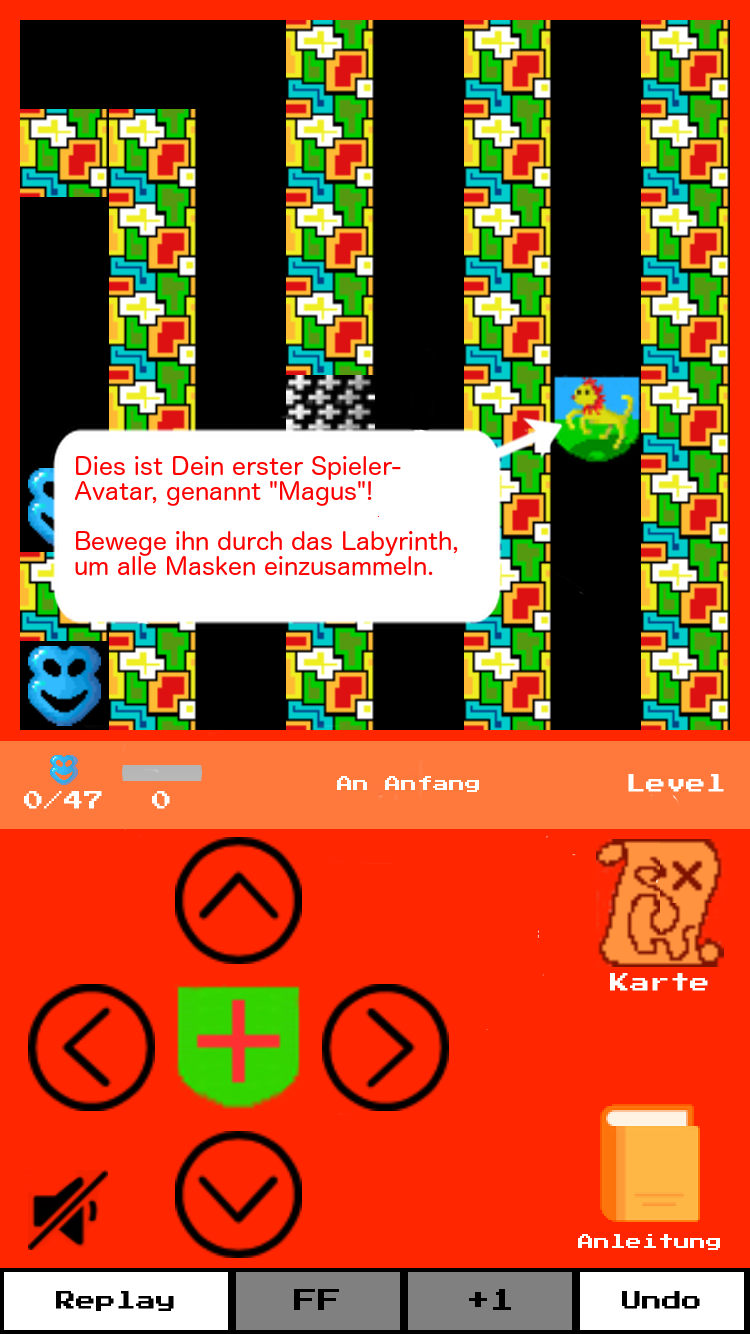 Dies ist Dein erster Spieler-
Avatar, genannt "Magus"!
Bewege ihn durch das Labyrinth,
um alle Masken einzusammeln.
0/47
0
An Anfang
Level
Karte
Anleitung
Replay
FF
+1
Undo